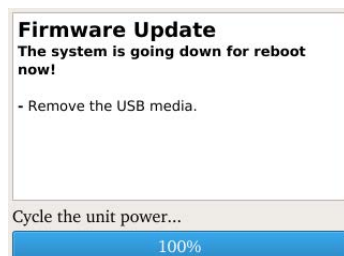 Firmware Update
The system is going down for reboot
now!
- Remove the USB media.
Cycle the unit power...
100%